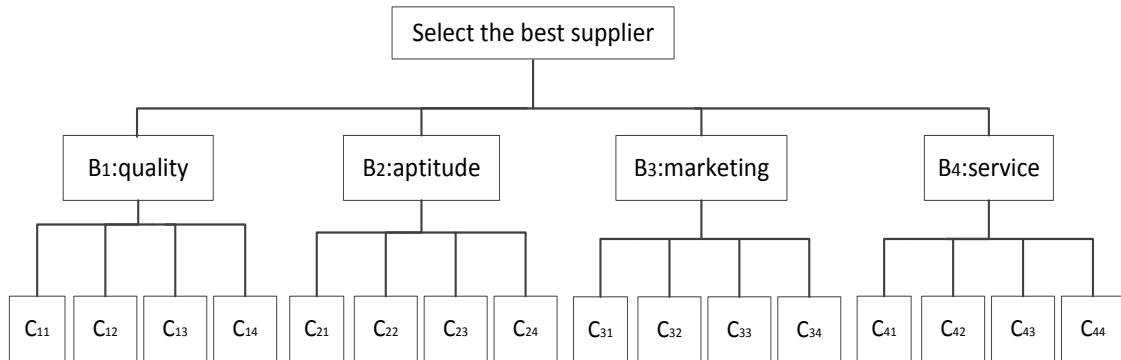 Select the best supplier
B1:quality
B2:aptitude
B3:marketing
B4:service
C11
C12
C13
C14
C21
C22
C23
C24
C31
C32
C33
C34
C41
C42
C43
C44